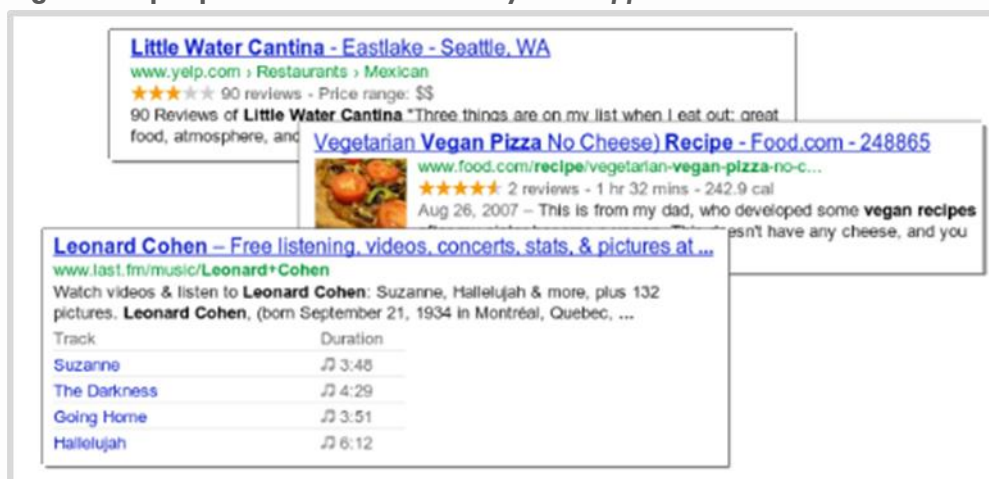 Little Water Cantina - Eastlake - Seattle, WA
www.yelp.com › Restaurants › Mexican
90 reviews - Price range: $$
90 Reviews of Little Water Cantina "Three things are on my list when I eat out: great
food, atmosphere, and
Vegetarian Vegan Pizza No Cheese) Recipe - Food.com - 248865
www.food.com/recipe/vegetarian-vegan-pizza-no-c...
2 reviews - 1 hr 32 mins - 242.9 cal
Aug 26, 2007 – This is from my dad, who developed some vegan recipes
have any cheese, and you
Leonard Cohen – Free listening, videos, concerts, stats, & pictures at ...
www.last.fm/music/Leonard+Cohen
Watch videos & listen to Leonard Cohen: Suzanne, Hallelujah & more, plus 132
pictures. Leonard Cohen, (born September 21, 1934 in Montréal, Quebec, ...
Track Duration
Suzanne 3:48
The Darkness 4:29
Going Home 3:51
Hallelujah 6:12